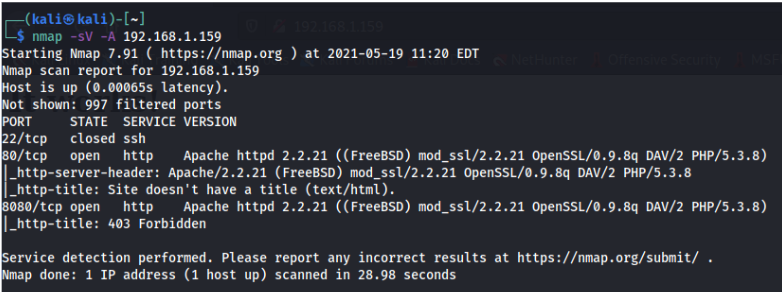 ┌──(kali㉿kali)-[~]
└─$ nmap -sV -A 192.168.1.159
Starting Nmap 7.91 ( https://nmap.org ) at 2021-05-19 11:20 EDT
Nmap scan report for 192.168.1.159
Host is up (0.00065s latency).
Not shown: 997 filtered ports
PORT     STATE  SERVICE VERSION
22/tcp   closed ssh
80/tcp   open   http    Apache httpd 2.2.21 ((FreeBSD) mod_ssl/2.2.21 OpenSSL/0.9.8q DAV/2 PHP/5.3.8)
|_http-server-header: Apache/2.2.21 (FreeBSD) mod_ssl/2.2.21 OpenSSL/0.9.8q DAV/2 PHP/5.3.8
|_http-title: Site doesn't have a title (text/html).
8080/tcp open   http    Apache httpd 2.2.21 ((FreeBSD) mod_ssl/2.2.21 OpenSSL/0.9.8q DAV/2 PHP/5.3.8)
|_http-title: 403 Forbidden

Service detection performed. Please report any incorrect results at https://nmap.org/submit/ .
Nmap done: 1 IP address (1 host up) scanned in 28.98 seconds
192.168.1.159
NetHunter Offensive Security